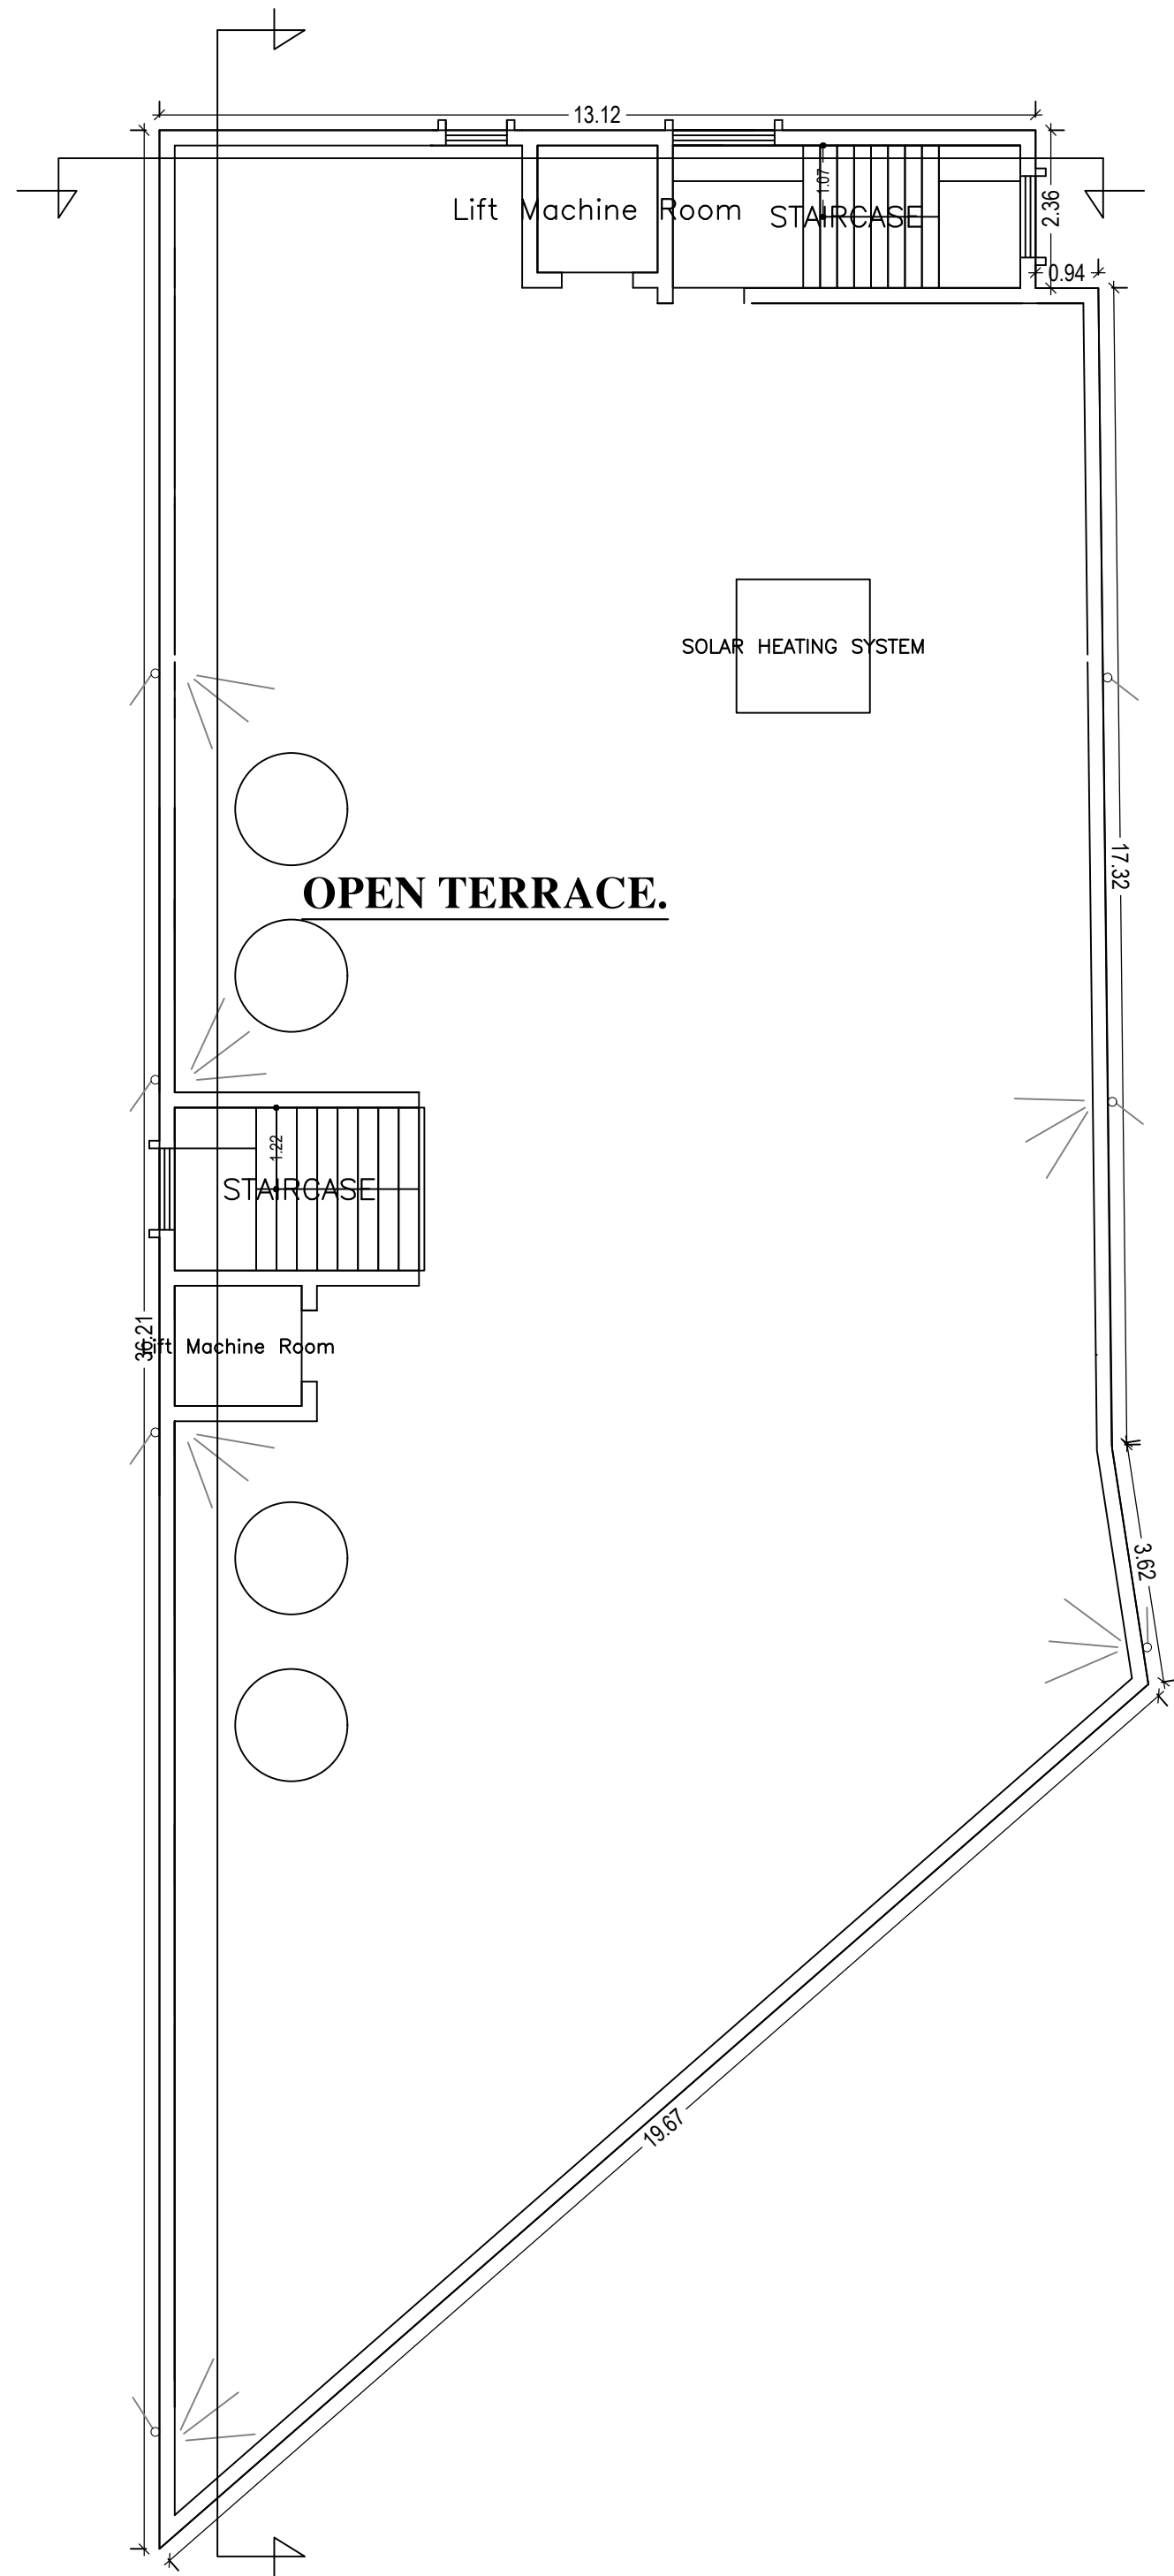 13.12
Lift Machine Room
STAIRCASE
1.07
2.36
0.94
SOLAR HEATING SYSTEM
17.32
OPEN TERRACE.
1.22
STAIRCASE
36.21
Lift Machine Room
3.62
19.67